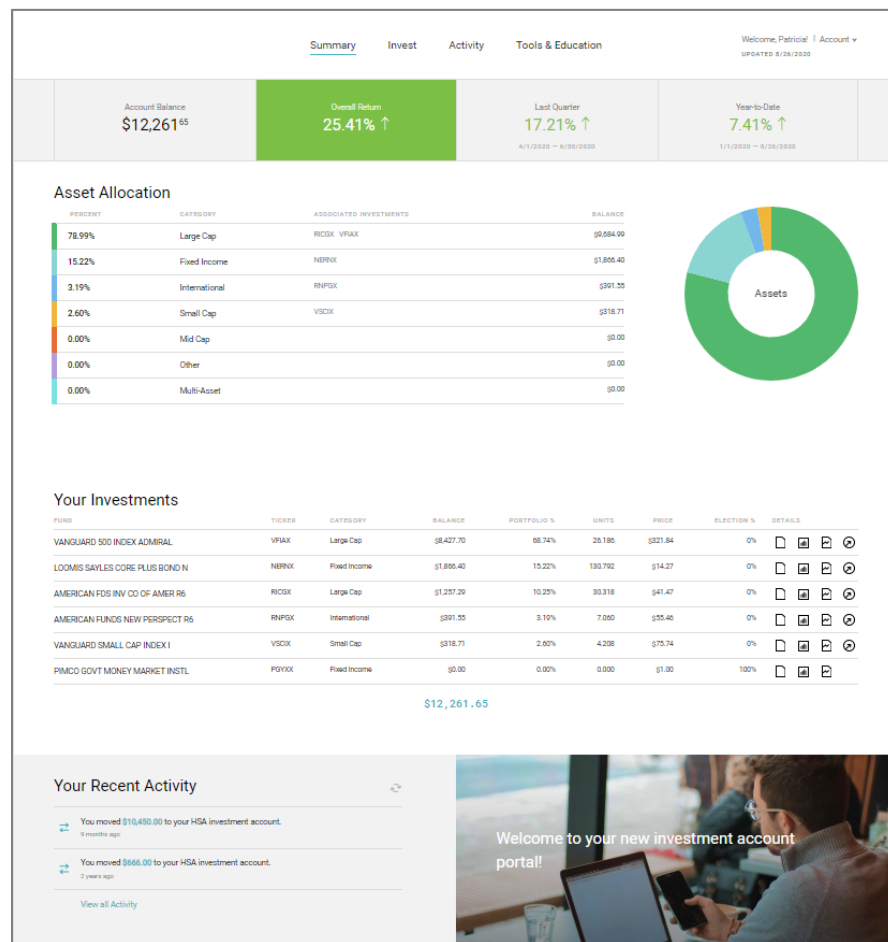 Summary Invest Activity Tools & Education
Welcome, Patricia! | Account
UPDATED 8/26/2020
Account Balance
$12,261 65
Overall Return
25.41% ↑
Last Quarter
17.21% ↑
4/1/2020 — 6/30/2020
Year-to-Date
7.41% ↑
1/1/2020 — 8/26/2020
Asset Allocation
PERCENT CATEGORY ASSOCIATED INVESTMENTS BALANCE
78.99% Large Cap RICGX VFIAX $9,684.99
15.22% Fixed Income NERNX $1,866.40
3.19% International RNPGX $391.55
2.60% Small Cap VSCIX $318.71
0.00% Mid Cap $0.00
0.00% Other $0.00
0.00% Multi-Asset $0.00
Assets
Your Investments
FUND TICKER CATEGORY BALANCE PORTFOLIO % UNITS PRICE ELECTION % DETAILS
VANGUARD 500 INDEX ADMIRAL VFIAX Large Cap $8,427.70 68.74% 26.186 $321.84 0%
LOOMIS SAYLES CORE PLUS BOND N NERNX Fixed Income $1,866.40 15.22% 130.792 $14.27 0%
AMERICAN FDS INV CO OF AMER R6 RICGX Large Cap $1,257.29 10.25% 30.318 $41.47 0%
AMERICAN FUNDS NEW PERSPECT R6 RNPGX International $391.55 3.19% 7.060 $55.46 0%
VANGUARD SMALL CAP INDEX I VSCIX Small Cap $318.71 2.60% 4.208 $75.74 0%
PIMCO GOVT MONEY MARKET INSTL PGYXX Fixed Income $0.00 0.00% 0.000 $1.00 100%
$12,261.65
Your Recent Activity
You moved $10,450.00 to your HSA investment account.
9 months ago
You moved $666.00 to your HSA investment account.
2 years ago
View all Activity
Welcome to your new investment account
portal!